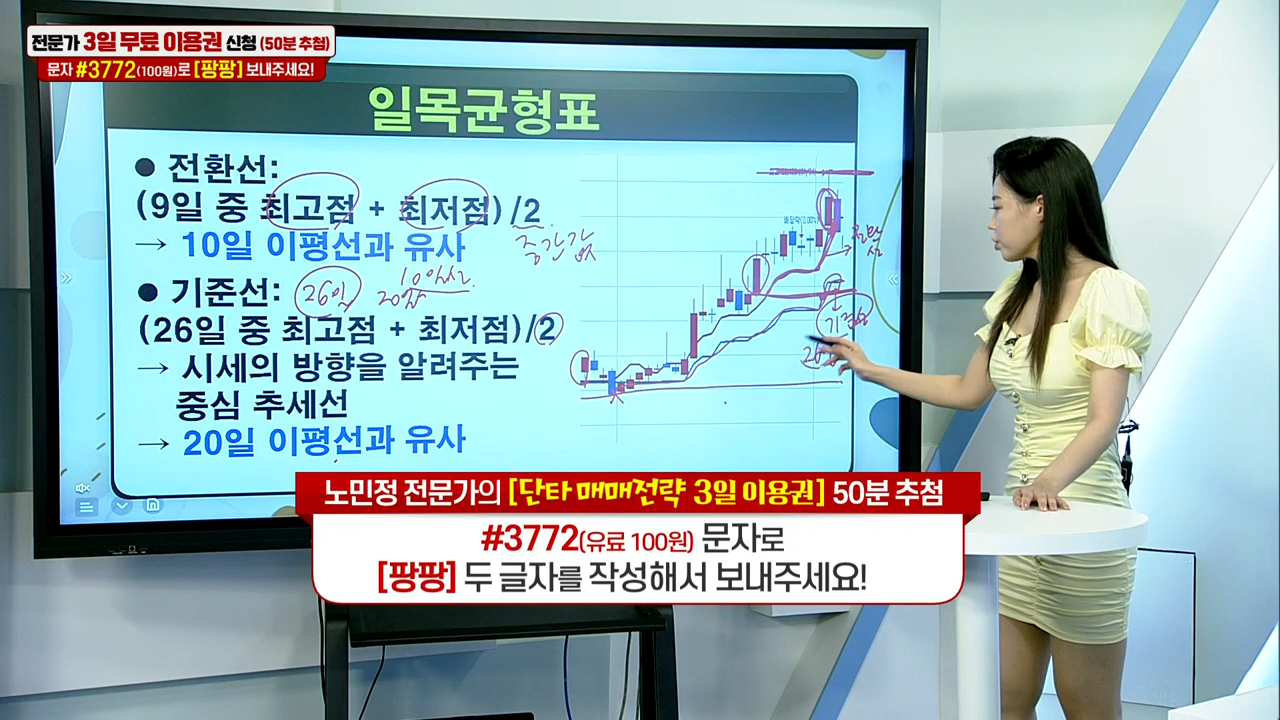 전문가 3일 무료 이용권 신청 (50분 추첨)
문자 #3772(100원)로 [팡팡] 보내주세요!
일목균형표
● 전환선:
(9일 중 최고점 + 최저점) /2
→ 10일 이평선과 유사
중간값
● 기준선: 26일
10일선
20일
(26일 중 최고점 + 최저점)/2
→ 시세의 방향을 알려주는
중심 추세선
→ 20일 이평선과 유사
노민정 전문가의 [단타 매매전략 3일 이용권] 50분 추첨
#3772(유료 100원) 문자로
[팡팡] 두 글자를 작성해서 보내주세요!